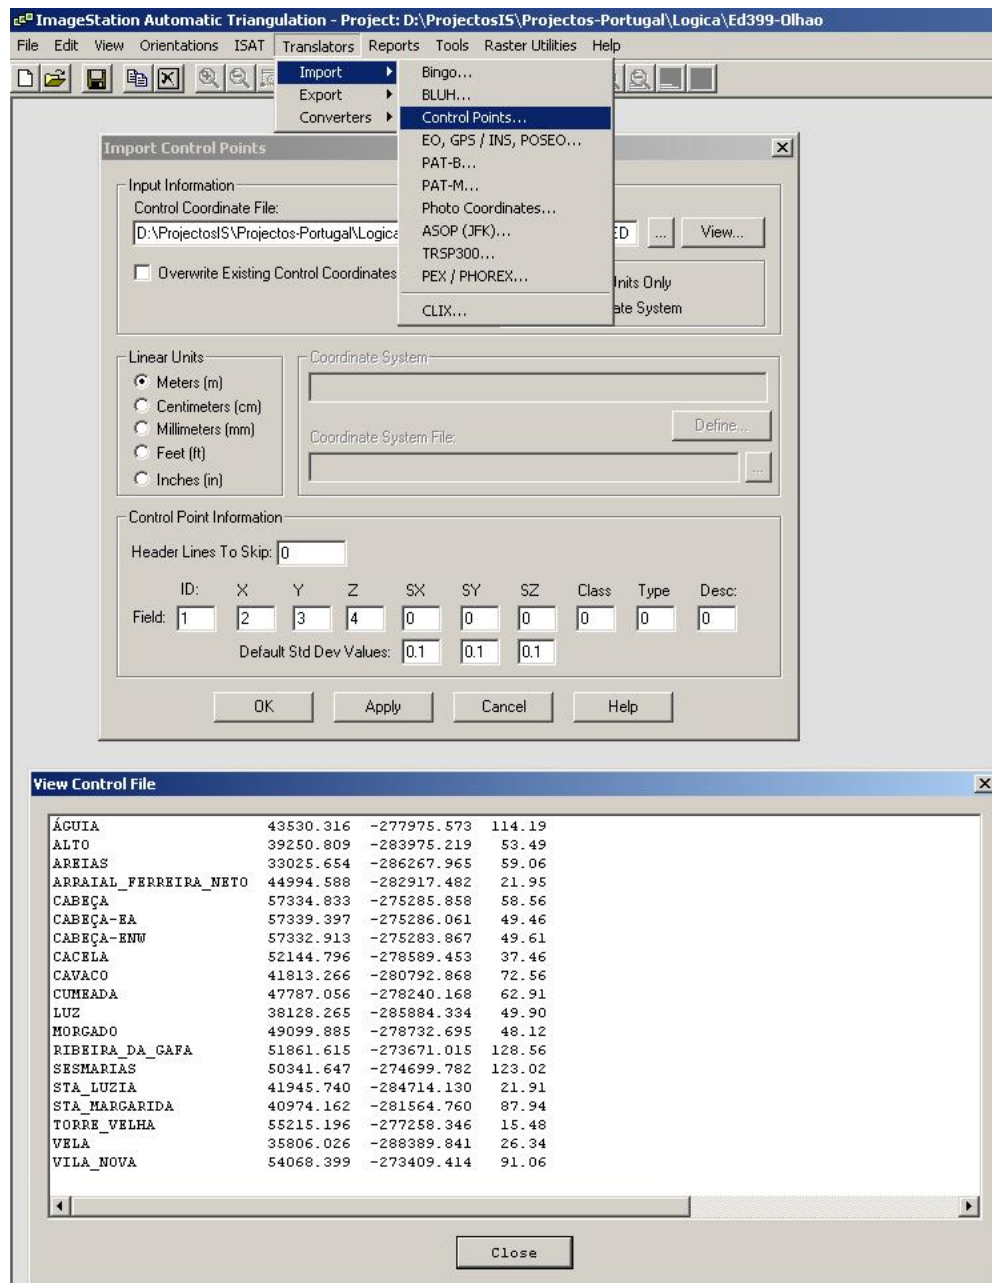 ImageStation Automatic Triangulation - Project: D:\ProjectosIS\Projectos-Portugal\Logica\Ed399-Olhao
File Edit View Orientations ISAT Translators Reports Tools Raster Utilities Help
Import
Export
Converters
Bingo...
BLUH...
Control Points...
EO, GPS / INS, POSEO...
PAT-B...
PAT-M...
Photo Coordinates...
ASOP (JFK)...
TRSP300...
PEX / PHOREX...
CLIX...
Import Control Points
Input Information
Control Coordinate File:
D:\ProjectosIS\Projectos-Portugal\Logica ED ... View...
Overwrite Existing Control Coordinates
Units Only
System
Linear Units
Meters (m)
Centimeters (cm)
Millimeters (mm)
Feet (ft)
Inches (in)
Coordinate System
Define...
Coordinate System File:
...
Control Point Information
Header Lines To Skip: 0
ID: X Y Z SX SY SZ Class Type Desc:
Field: 1 2 3 4 0 0 0 0 0 0
Default Std Dev Values: 0.1 0.1 0.1
OK Apply Cancel Help
View Control File
ÁGUIA 43530.316 -277975.573 114.19
ALTO 39250.809 -283975.219 53.49
AREIAS 33025.654 -286267.965 59.06
ARRAIAL_FERREIRA_NETO 44994.588 -282917.482 21.95
CABEÇA 57334.833 -275285.858 58.56
CABEÇA-EA 57339.397 -275286.061 49.46
CABEÇA-ENW 57332.913 -275283.867 49.61
CACELA 52144.796 -278589.453 37.46
CAVACO 41813.266 -280792.868 72.56
CUMEADA 47787.056 -278240.168 62.91
LUZ 38128.265 -285884.334 49.90
MORGADO 49099.885 -278732.695 48.12
RIBEIRA_DA_GAFA 51861.615 -273671.015 128.56
SESMARIAS 50341.647 -274699.782 123.02
STA_LUZIA 41945.740 -284714.130 21.91
STA_MARGARIDA 40974.162 -281564.760 87.94
TORRE_VELHA 55215.196 -277258.346 15.48
VELA 35806.026 -288389.841 26.34
VILA_NOVA 54068.399 -273409.414 91.06
Close